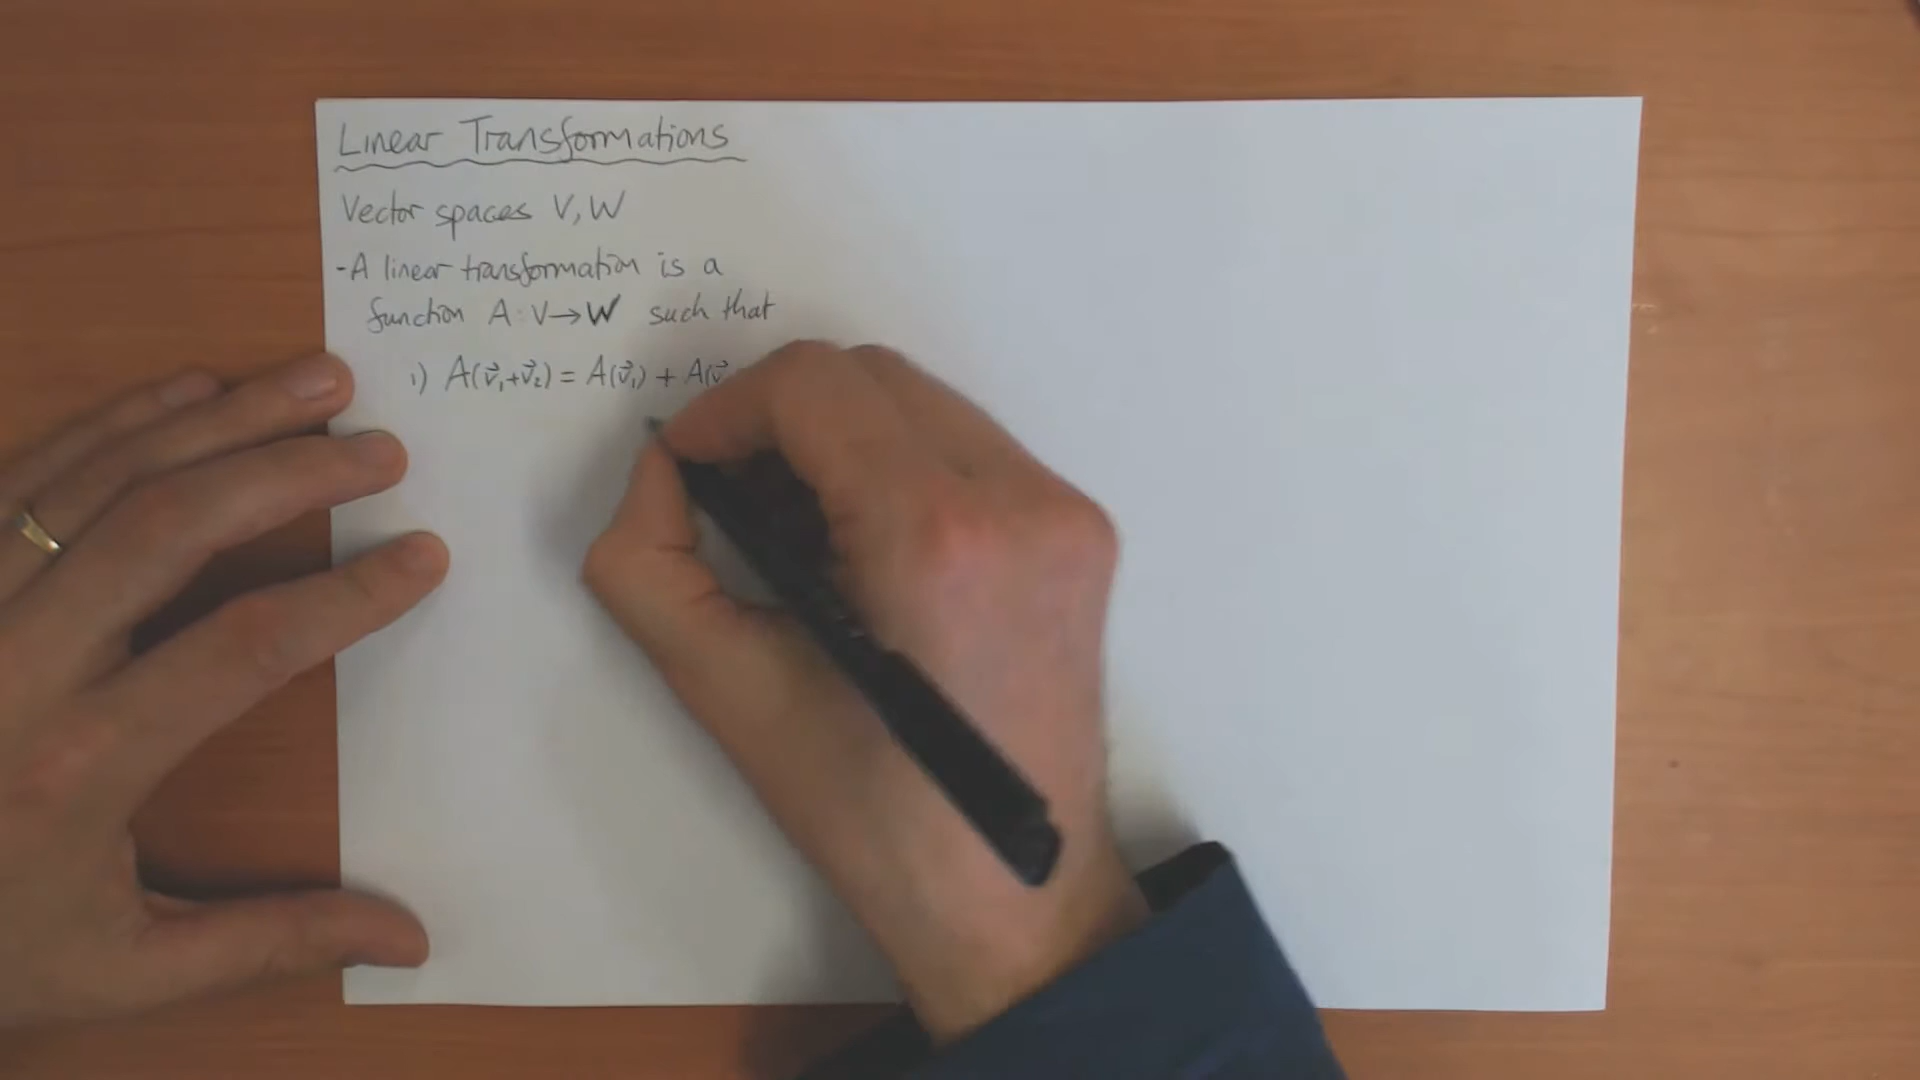 Linear Transformations
Vector spaces V, W
-A linear transformation is a
function A: V→W such that
1) A(v⃗₁+v⃗₂) = A(v⃗₁) + A(v⃗